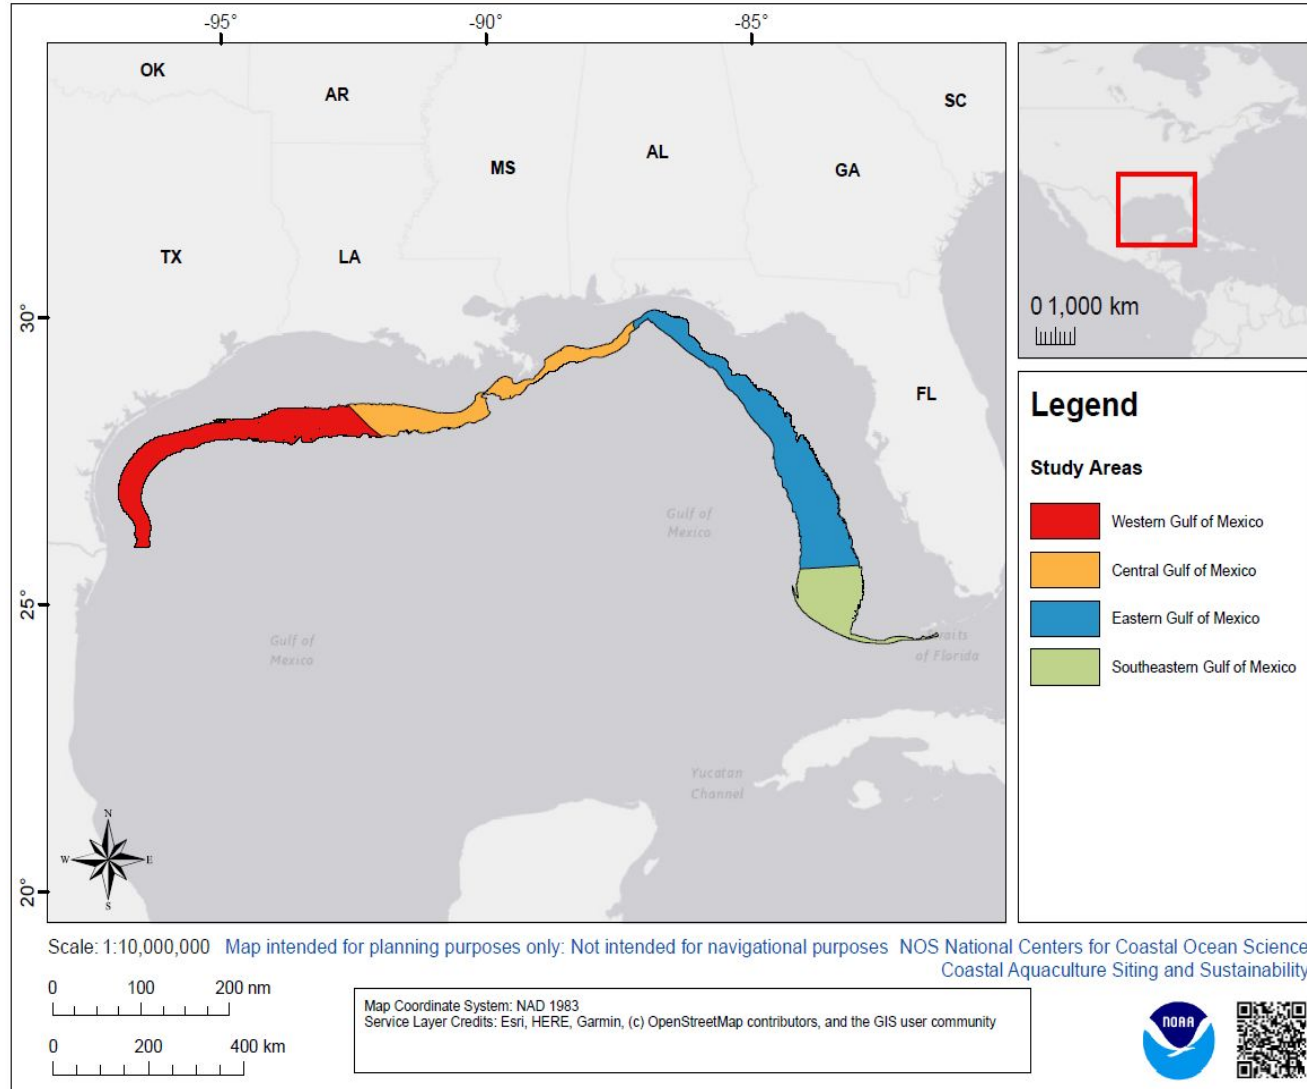 -95°
-90°
-85°
OK
AR
SC
MS
AL
GA
TX
LA
FL
30°
25°
20°
Gulf of
Mexico
Gulf of
Mexico
of Florida
Yucatan
Channel
N
W
E
S
0 1,000 km
Legend
Study Areas
Western Gulf of Mexico
Central Gulf of Mexico
Eastern Gulf of Mexico
Southeastern Gulf of Mexico
Scale: 1:10,000,000 Map intended for planning purposes only: Not intended for navigational purposes NOS National Centers for Coastal Ocean Science
Coastal Aquaculture Siting and Sustainability
0 100 200 nm
0 200 400 km
Map Coordinate System: NAD 1983
Service Layer Credits: Esri, HERE, Garmin, (c) OpenStreetMap contributors, and the GIS user community
NOAA